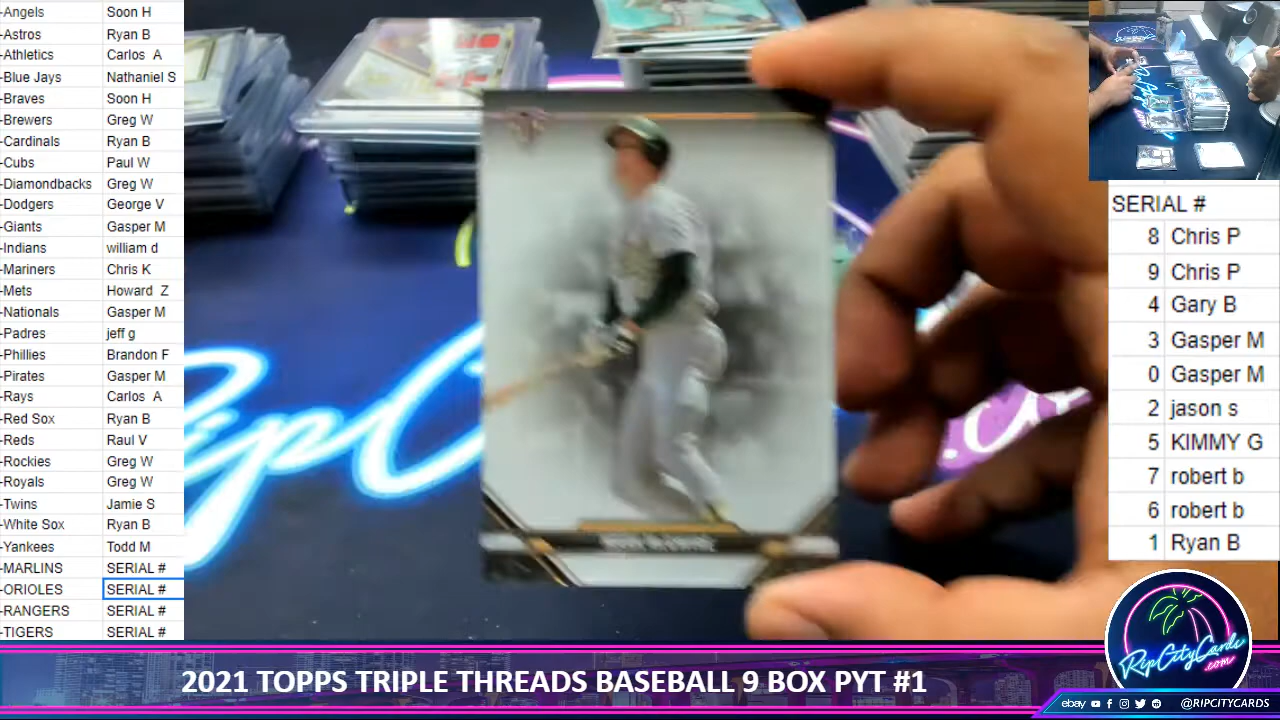 -Angels Soon H
-Astros Ryan B
-Athletics Carlos A
-Blue Jays Nathaniel S
-Braves Soon H
-Brewers Greg W
-Cardinals Ryan B
-Cubs Paul W
-Diamondbacks Greg W
-Dodgers George V
-Giants Gasper M
-Indians william d
-Mariners Chris K
-Mets Howard Z
-Nationals Gasper M
-Padres jeff g
-Phillies Brandon F
-Pirates Gasper M
-Rays Carlos A
-Red Sox Ryan B
-Reds Raul V
-Rockies Greg W
-Royals Greg W
-Twins Jamie S
-White Sox Ryan B
-Yankees Todd M
-MARLINS SERIAL #
-ORIOLES SERIAL #
-RANGERS SERIAL #
-TIGERS SERIAL #
RipC
SERIAL #
8 Chris P
9 Chris P
4 Gary B
3 Gasper M
0 Gasper M
2 jason s
5 KIMMY G
7 robert b
6 robert b
1 Ryan B
RipCityCards
.com
2021 TOPPS TRIPLE THREADS BASEBALL 9 BOX PYT #1
ebay @RIPCITYCARDS